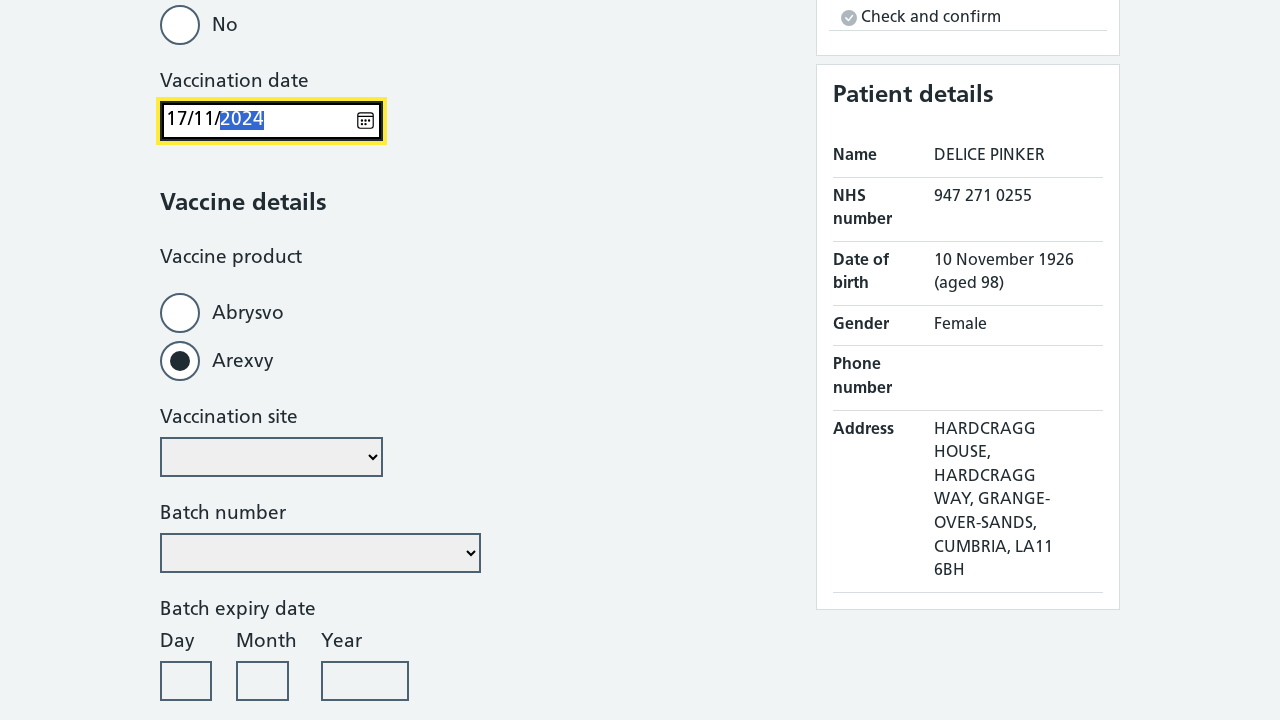 No
Vaccination date
17/11/2024
Vaccine details
Vaccine product
Abrysvo
Arexvy
Vaccination site
Batch number
Batch expiry date
Day Month Year
Check and confirm
Patient details
Name DELICE PINKER
NHS number 947 271 0255
Date of birth 10 November 1926
(aged 98)
Gender Female
Phone number
Address HARDCRAGG
HOUSE,
HARDCRAGG
WAY, GRANGE-
OVER-SANDS,
CUMBRIA, LA11
6BH